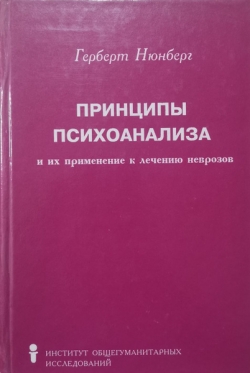 Герберт Нюнберг
ПРИНЦИПЫ
ПСИХОАНАЛИЗА
и их применение к лечению неврозов
ИНСТИТУТ ОБЩЕГУМАНИТАРНЫХ
ИССЛЕДОВАНИЙ